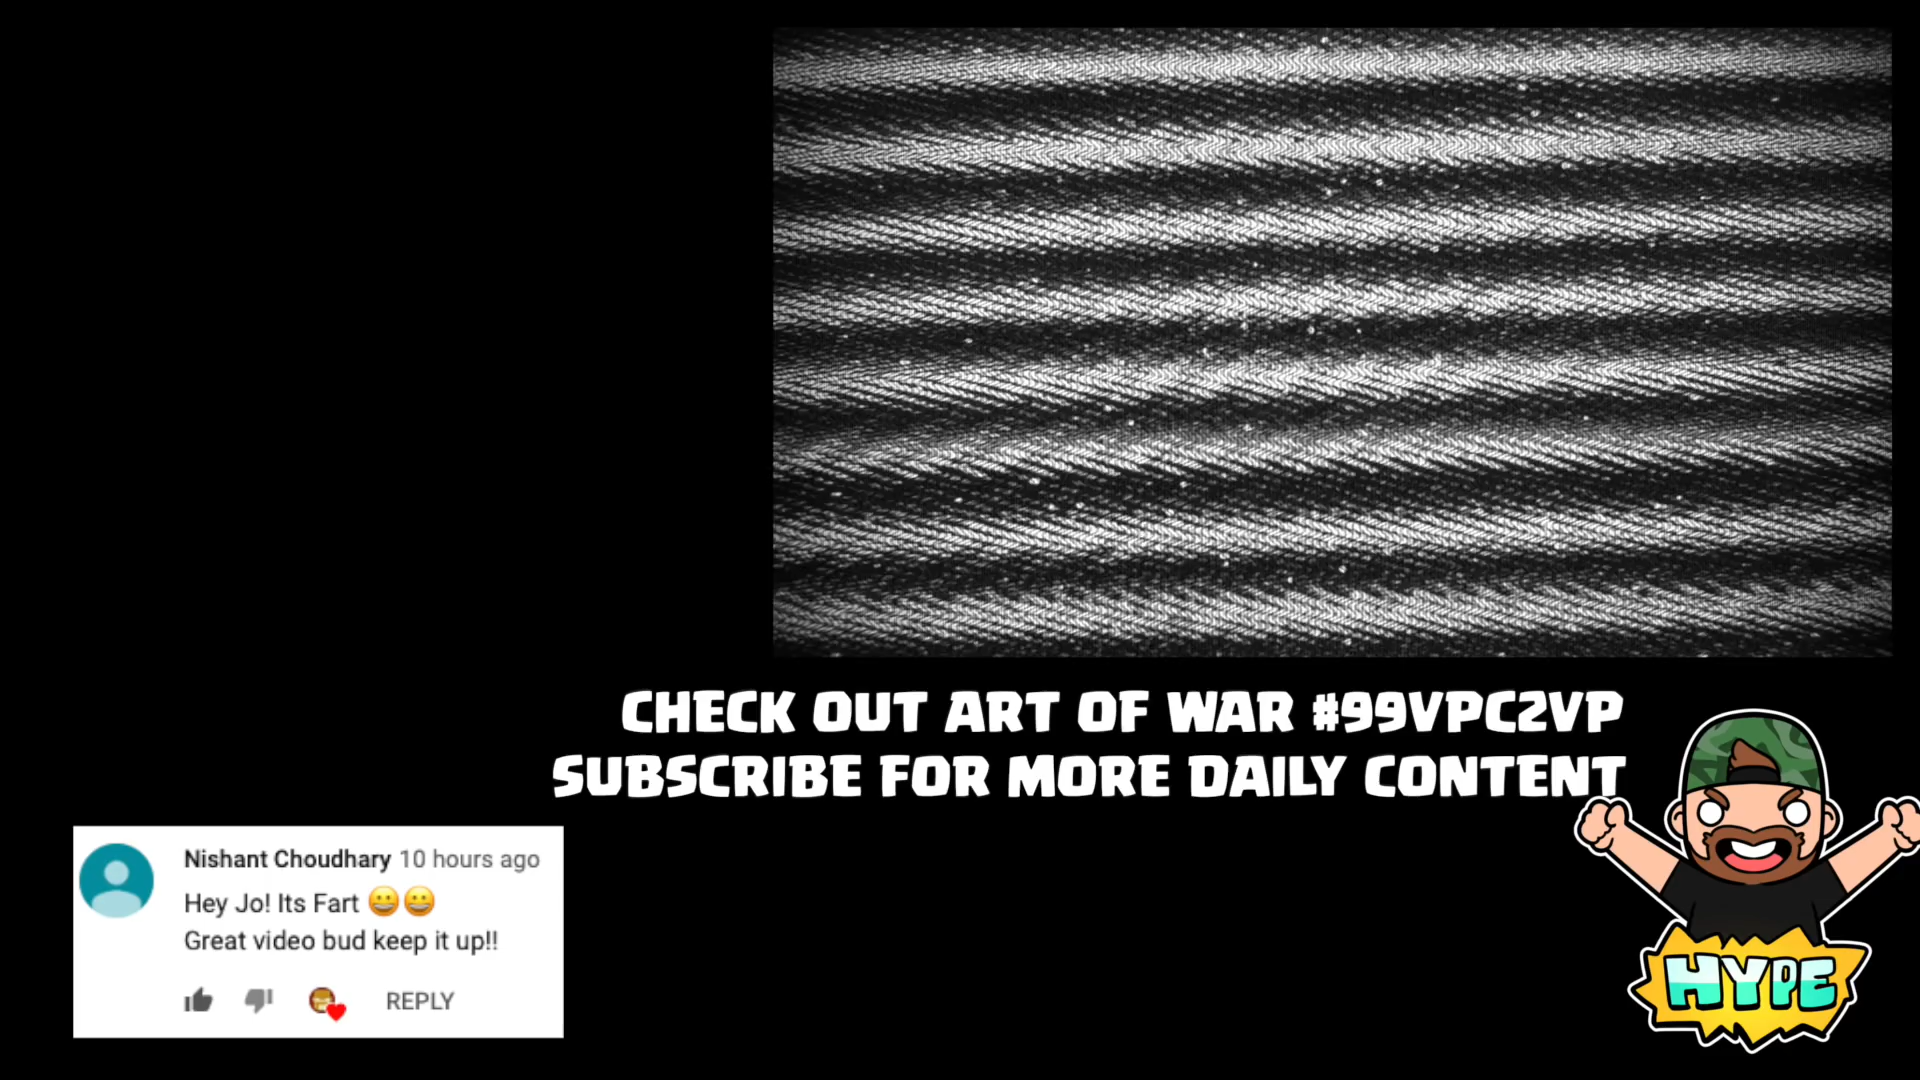 CHECK OUT ART OF WAR #99VPC2VP
SUBSCRIBE FOR MORE DAILY CONTENT
Nishant Choudhary 10 hours ago
Hey Jo! Its Fart 😀😀
Great video bud keep it up!!
REPLY
HYPE